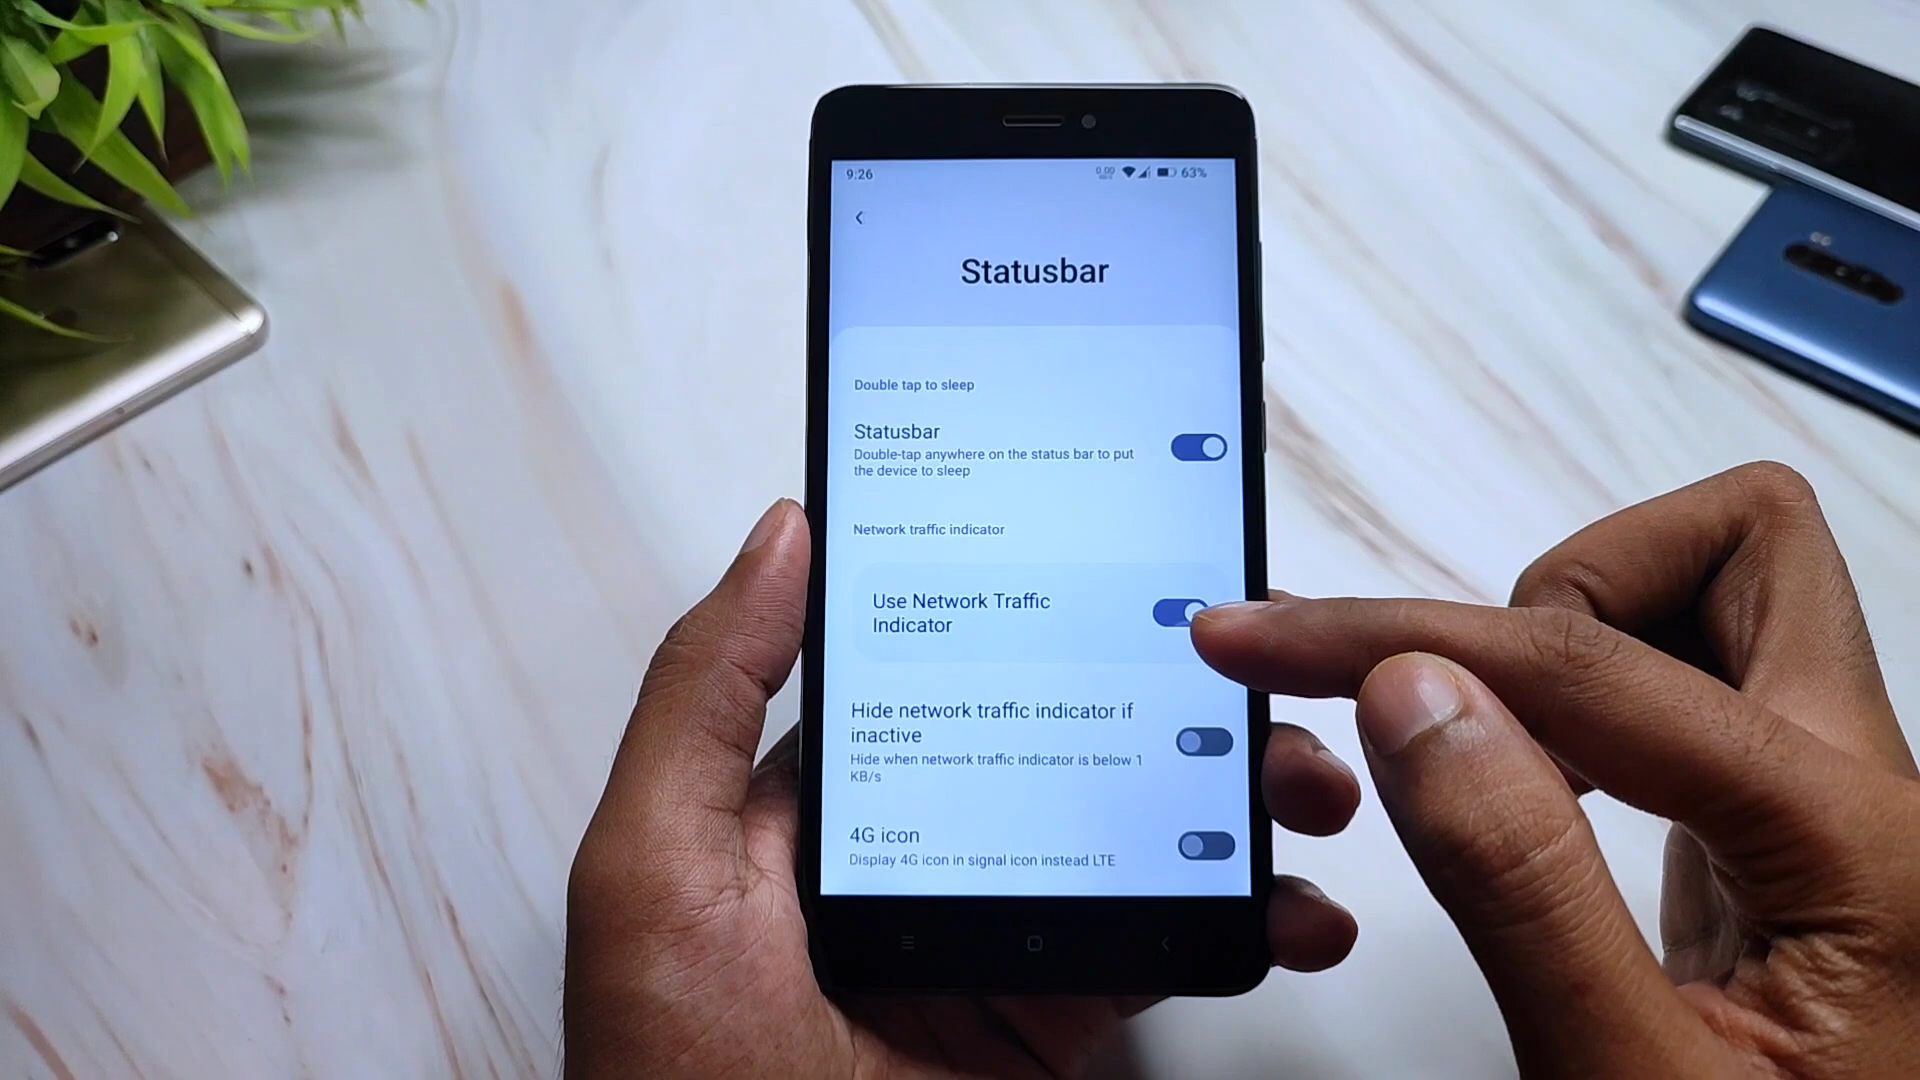 9:26
0.00
63%
Statusbar
Double tap to sleep
Statusbar
Double-tap anywhere on the status bar to put
the device to sleep
Network traffic indicator
Use Network Traffic
Indicator
Hide network traffic indicator if
inactive
Hide when network traffic indicator is below 1
KB/s
4G icon
Display 4G icon in signal icon instead LTE